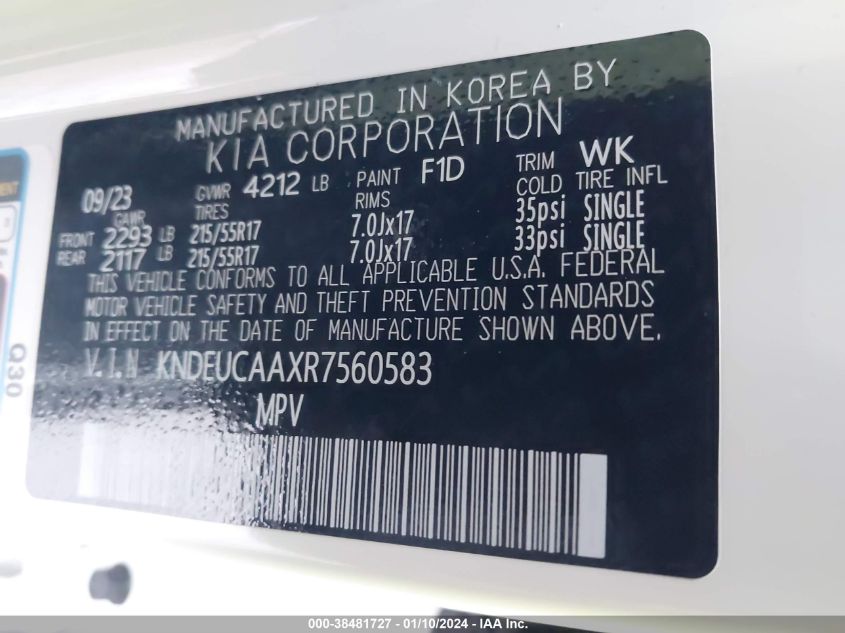 MANUFACTURED IN KOREA BY
KIA CORPORATION
09/23 GVWR 4212 LB PAINT F1D TRIM WK
GAWR TIRES RIMS COLD TIRE INFL
FRONT 2293 LB 215/55R17 7.0Jx17 35psi SINGLE
REAR 2117 LB 215/55R17 7.0Jx17 33psi SINGLE
THIS VEHICLE CONFORMS TO ALL APPLICABLE U.S.A. FEDERAL
MOTOR VEHICLE SAFETY AND THEFT PREVENTION STANDARDS
IN EFFECT ON THE DATE OF MANUFACTURE SHOWN ABOVE.
V.I.N KNDEUCAAXR7560583
MPV
Q30
000-38481727 - 01/10/2024 - IAA Inc.